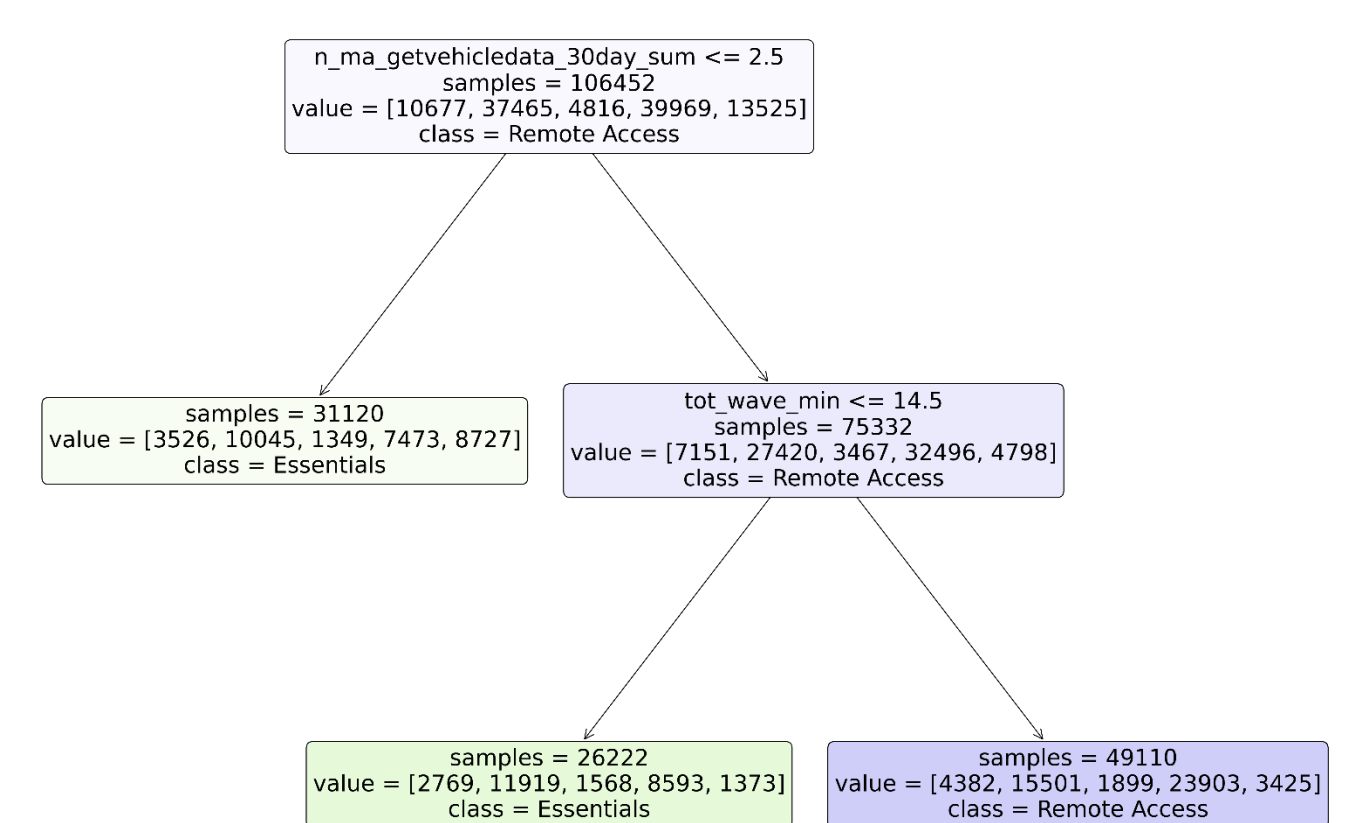 n_ma_getvehicledata_30day_sum <= 2.5
samples = 106452
value = [10677, 37465, 4816, 39969, 13525]
class = Remote Access
samples = 31120
value = [3526, 10045, 1349, 7473, 8727]
class = Essentials
tot_wave_min <= 14.5
samples = 75332
value = [7151, 27420, 3467, 32496, 4798]
class = Remote Access
samples = 26222
value = [2769, 11919, 1568, 8593, 1373]
class = Essentials
samples = 49110
value = [4382, 15501, 1899, 23903, 3425]
class = Remote Access